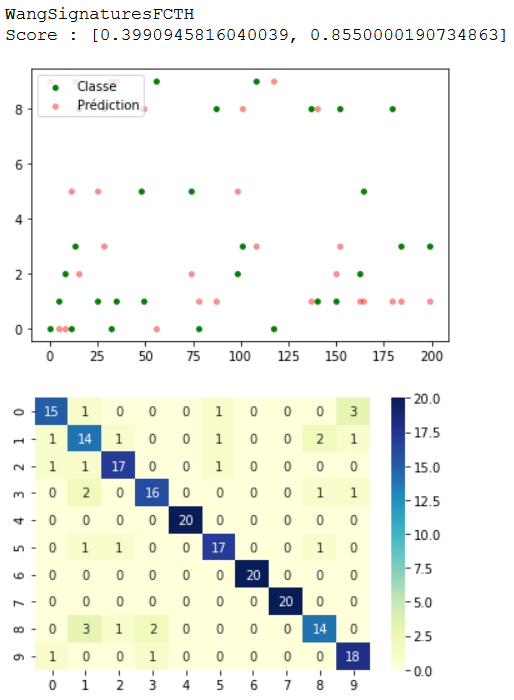 WangSignaturesFCTH
Score : [0.3990945816040039, 0.8550000190734863]
Classe
Prédiction
8
6
4
2
0
0 25 50 75 100 125 150 175 200
0 15 1 0 0 0 1 0 0 0 3 20.0
1 1 14 1 0 0 1 0 0 2 1 17.5
2 1 1 17 0 0 1 0 0 0 0 15.0
3 0 2 0 16 0 0 0 0 1 1 12.5
4 0 0 0 0 20 0 0 0 0 0
5 0 1 1 0 0 17 0 0 1 0 10.0
6 0 0 0 0 0 0 20 0 0 0 7.5
7 0 0 0 0 0 0 0 20 0 0 5.0
8 0 3 1 2 0 0 0 0 14 0 2.5
9 1 0 0 1 0 0 0 0 0 18 0.0
0 1 2 3 4 5 6 7 8 9